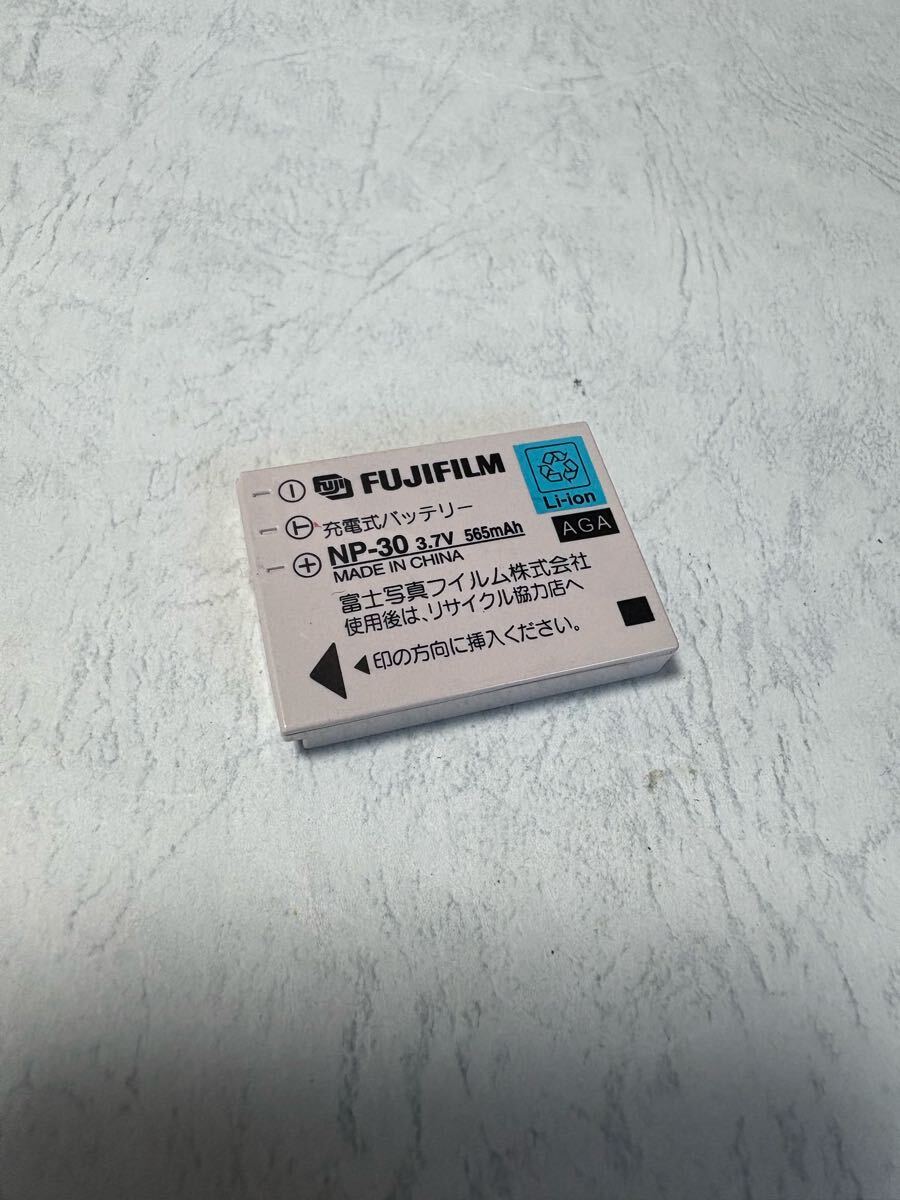 FUJI FUJIFILM
充電式バッテリー
NP-30 3.7V 565mAh
MADE IN CHINA
富士写真フイルム株式会社
使用後は、リサイクル協力店へ
◀印の方向に挿入ください。
Li-ion
AGA